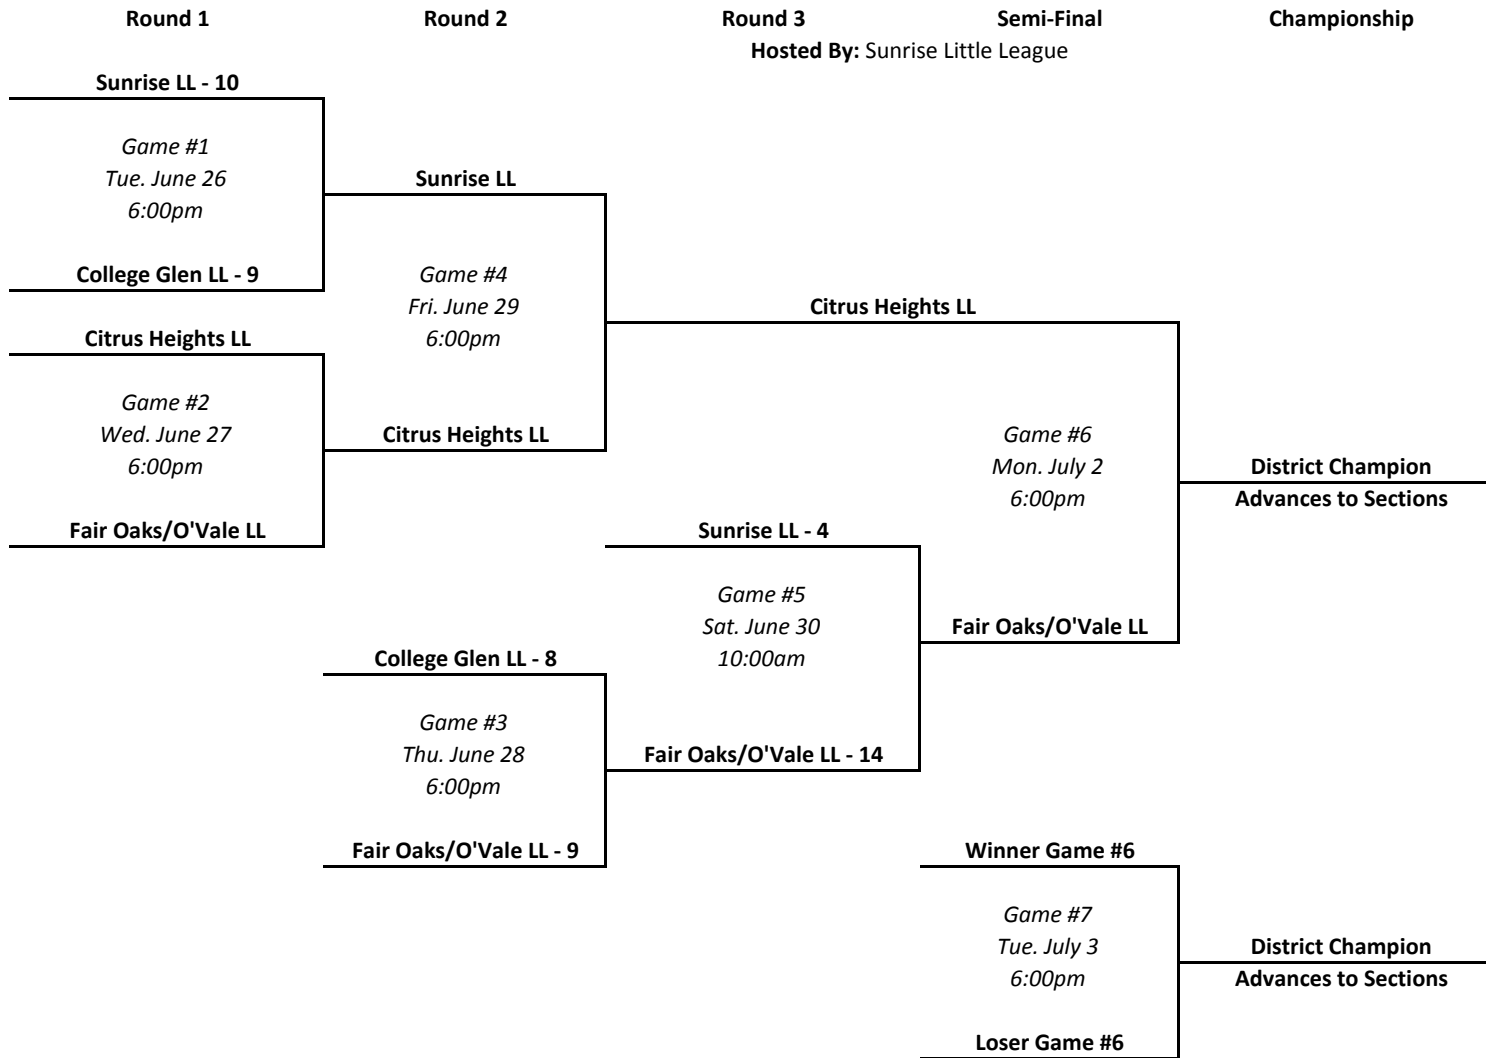 Round 1
Round 2
Round 3
Semi-Final
Championship
Hosted By: Sunrise Little League
Sunrise LL - 10
Game #1
Tue. June 26
6:00pm
College Glen LL - 9
Citrus Heights LL
Game #2
Wed. June 27
6:00pm
Fair Oaks/O'Vale LL
Sunrise LL
Game #4
Fri. June 29
6:00pm
Citrus Heights LL
College Glen LL - 8
Game #3
Thu. June 28
6:00pm
Fair Oaks/O'Vale LL - 9
Citrus Heights LL
Sunrise LL - 4
Game #5
Sat. June 30
10:00am
Fair Oaks/O'Vale LL - 14
Game #6
Mon. July 2
6:00pm
Fair Oaks/O'Vale LL
Winner Game #6
Game #7
Tue. July 3
6:00pm
Loser Game #6
District Champion
Advances to Sections
District Champion
Advances to Sections